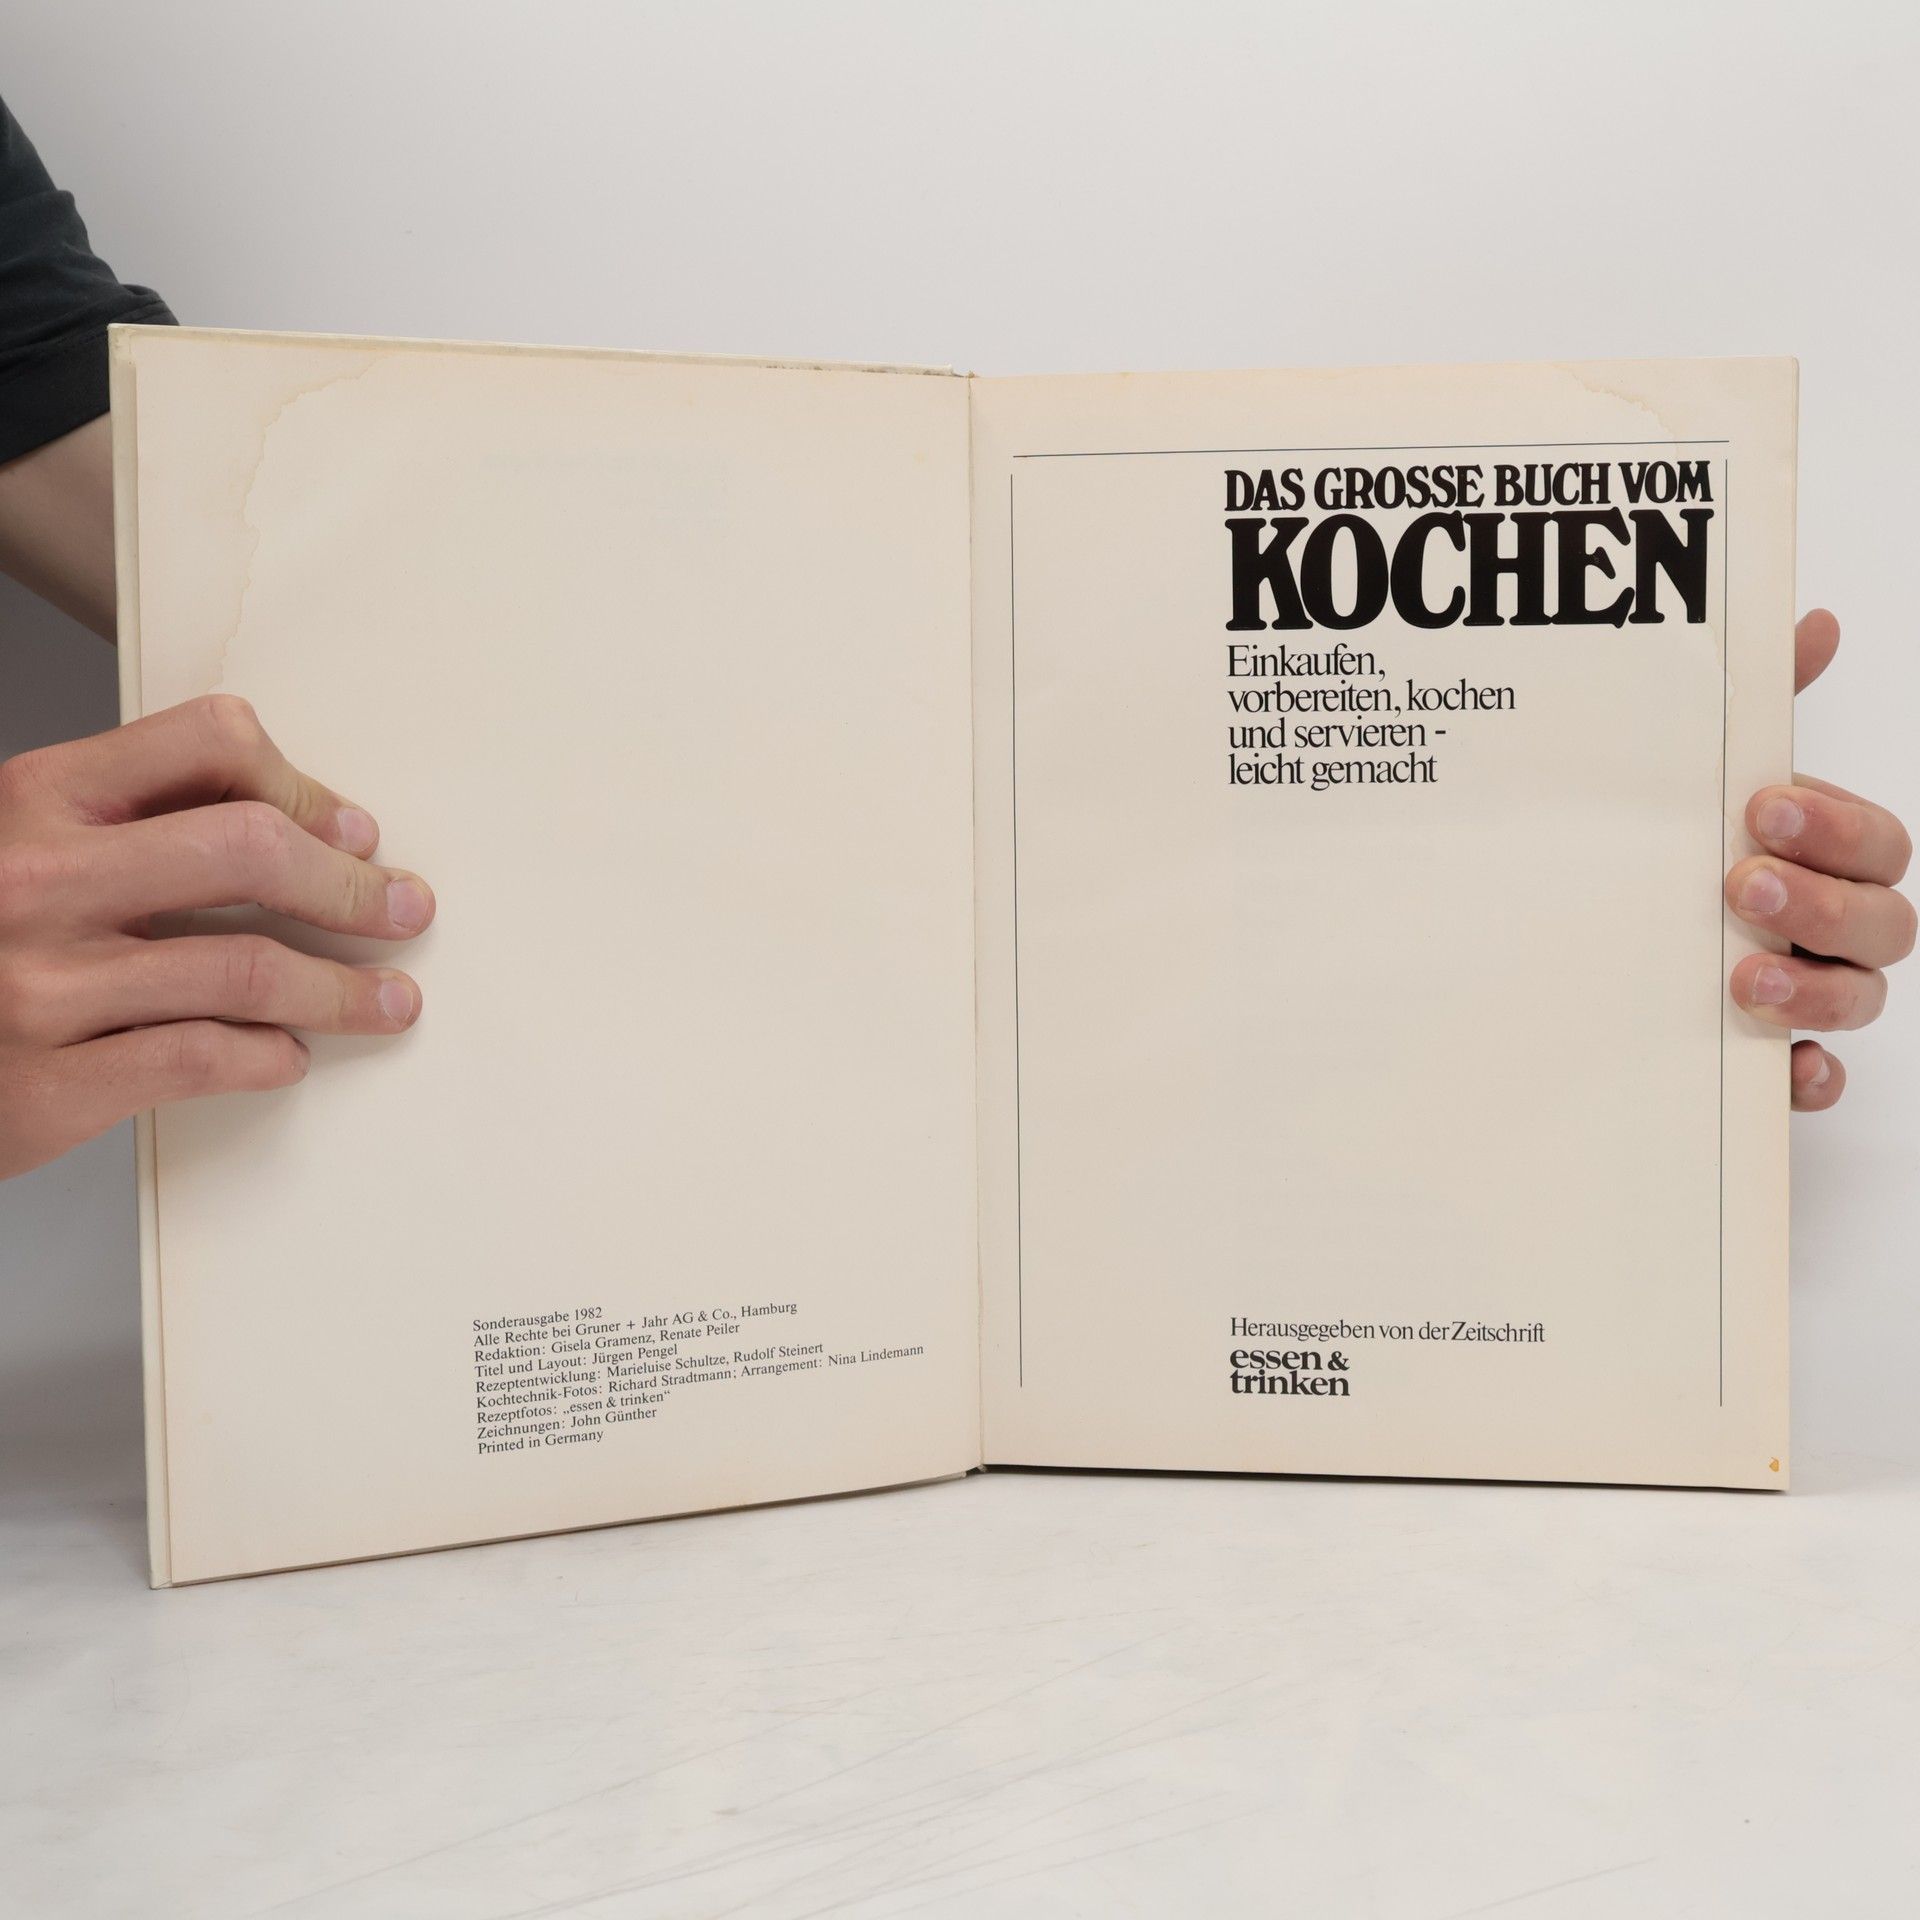 Sonderausgabe 1982
Alle Rechte bei Gruner + Jahr AG & Co., Hamburg
Redaktion: Gisela Gramenz, Renate Peiler
Titel und Layout: Jürgen Pengel
Rezeptentwicklung: Marieluise Schultze, Rudolf Steinert
Kochtechnik-Fotos: Richard Stradtmann; Arrangement: Nina Lindemann
Rezeptfotos: „essen & trinken“
Zeichnungen: John Günther
Printed in Germany
DAS GROSSE BUCH VOM
KOCHEN
Einkaufen,
vorbereiten, kochen
und servieren -
leicht gemacht
Herausgegeben von der Zeitschrift
essen &
trinken